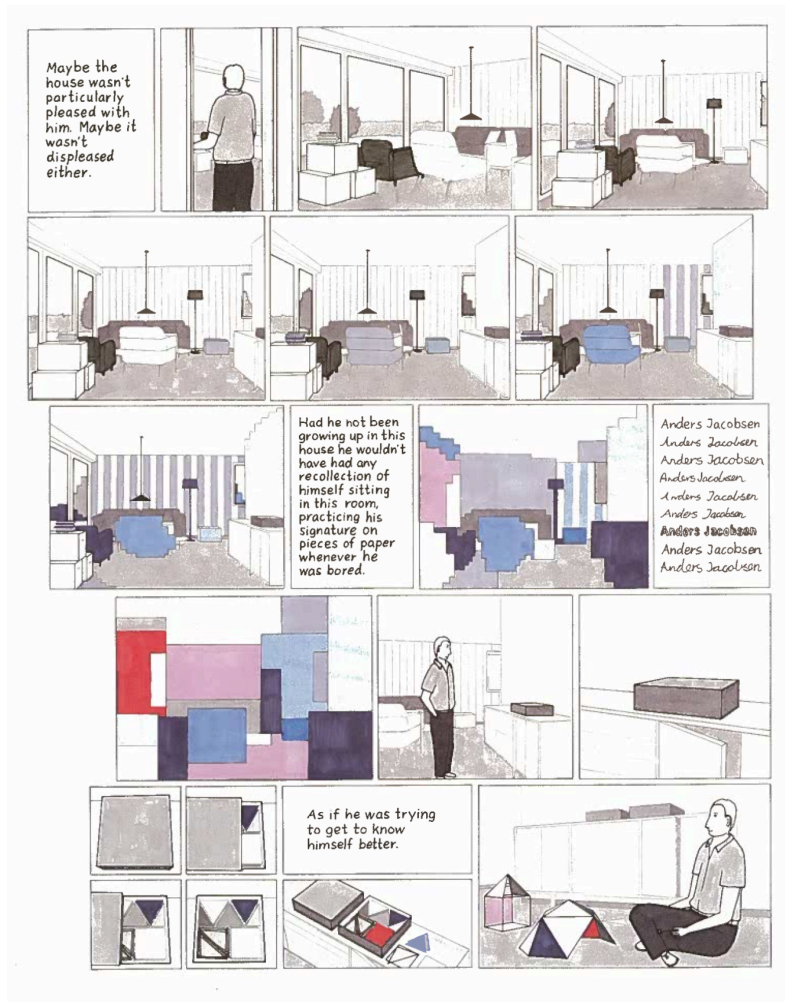 Maybe the
house wasn't
particularly
pleased with
him. Maybe it
wasn't
displeased
either.
Had he not been
growing up in this
house he wouldn't
have had any
recollection of
himself sitting
in this room,
practicing his
signature on
pieces of paper
whenever he
was bored.
Anders Jacobsen
Anders Jacobsen
Anders Jacobsen
Anders Jacobsen
Anders Jacobsen
Anders Jacobsen
Anders Jacobsen
Anders Jacobsen
Anders Jacobsen
As if he was trying
to get to know
himself better.